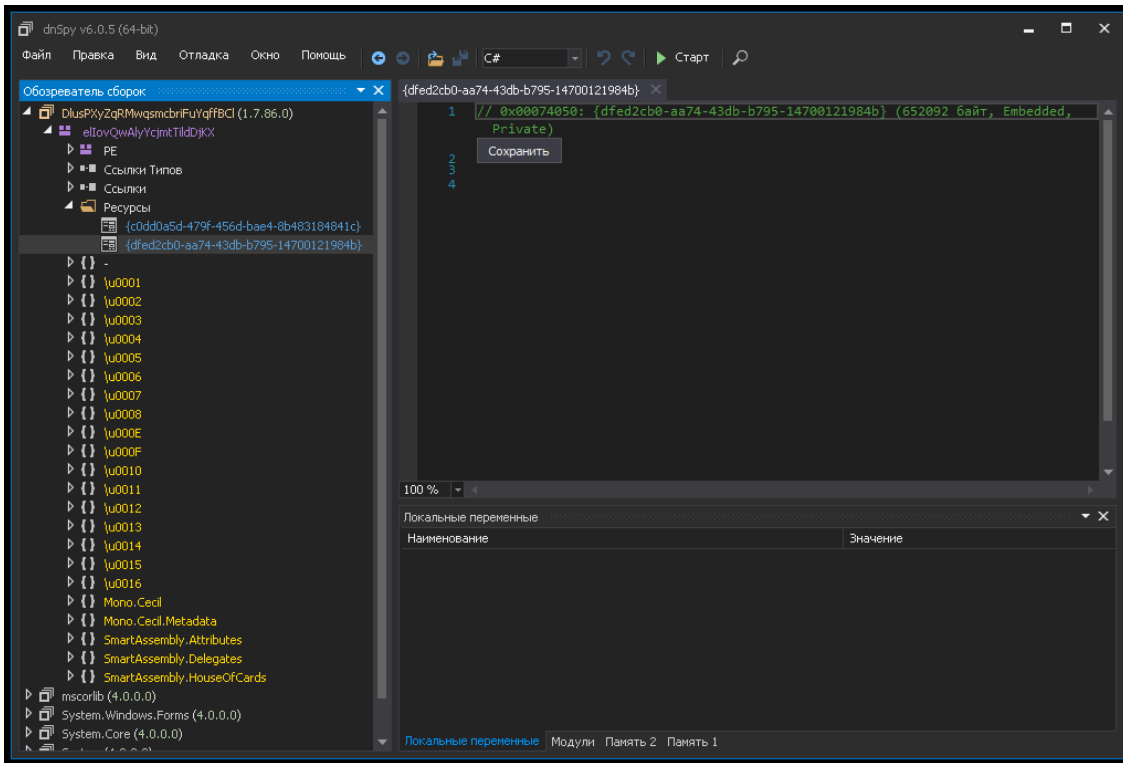 dnSpy v6.0.5 (64-bit)
Файл Правка Вид Отладка Окно Помощь C# Старт
Обозреватель сборок
DlusPXyZqRMwqsmcbriFuYqffBCl (1.7.86.0)
elIovQwAlyYcjmtTildDjKX
PE
Ссылки Типов
Ссылки
Ресурсы
{c0dd0a5d-479f-456d-bae4-8b483184841c}
{dfed2cb0-aa74-43db-b795-14700121984b}
{ } -
{ } \u0001
{ } \u0002
{ } \u0003
{ } \u0004
{ } \u0005
{ } \u0006
{ } \u0007
{ } \u0008
{ } \u000E
{ } \u000F
{ } \u0010
{ } \u0011
{ } \u0012
{ } \u0013
{ } \u0014
{ } \u0015
{ } \u0016
{ } Mono.Cecil
{ } Mono.Cecil.Metadata
{ } SmartAssembly.Attributes
{ } SmartAssembly.Delegates
{ } SmartAssembly.HouseOfCards
mscorlib (4.0.0.0)
System.Windows.Forms (4.0.0.0)
System.Core (4.0.0.0)
{dfed2cb0-aa74-43db-b795-14700121984b}
1 // 0x00074050: {dfed2cb0-aa74-43db-b795-14700121984b} (652092 байт, Embedded,
Private)
Сохранить
2
3
4
100 %
Локальные переменные
Наименование Значение
Локальные переменные Модули Память 2 Память 1